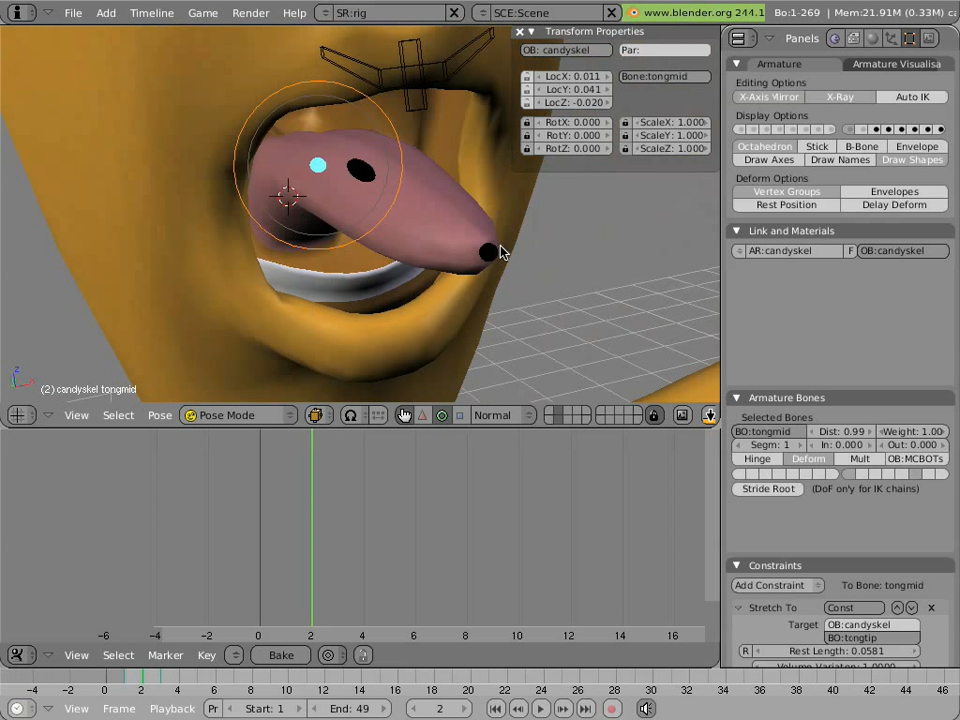 File Add Timeline Game Render Help SR:rig SCE:Scene www.blender.org 244.1 Bo:1-269 | Mem:21.91M (0.33M) ca
Transform Properties
OB: candyskel Par:
LocX: 0.011 Bone:tongmid
LocY: 0.041
LocZ: -0.020
RotX: 0.000 ScaleX: 1.000
RotY: 0.000 ScaleY: 1.000
RotZ: 0.000 ScaleZ: 1.000
(2) candyskel tongmid
View Select Pose Pose Mode Normal
Panels
Armature Armature Visualisa
Editing Options
X-Axis Mirror X-Ray Auto IK
Display Options
Octahedron Stick B-Bone Envelope
Draw Axes Draw Names Draw Shapes
Deform Options
Vertex Groups Envelopes
Rest Position Delay Deform
Link and Materials
AR:candyskel F OB:candyskel
Armature Bones
Selected Bones
BO:tongmid Dist: 0.99 Weight: 1.00
Segm: 1 In: 0.000 Out: 0.000
Hinge Deform Mult OB:MCBOTs
Stride Root (DoF only for IK chains)
Constraints
Add Constraint To Bone: tongmid
Stretch To Const
Target OB:candyskel
BO:tongtip
R Rest Length: 0.0581
Volume Variation: 1.0000
-6 -4 -2 0 2 4 6 8 10 12 14 16
View Select Marker Key Bake
-4 -2 0 2 4 6 8 10 12 14 16 18 20 22 24 26 28 30 32 34 36 38 40 42 44 46
View Frame Playback Pr Start: 1 End: 49 2